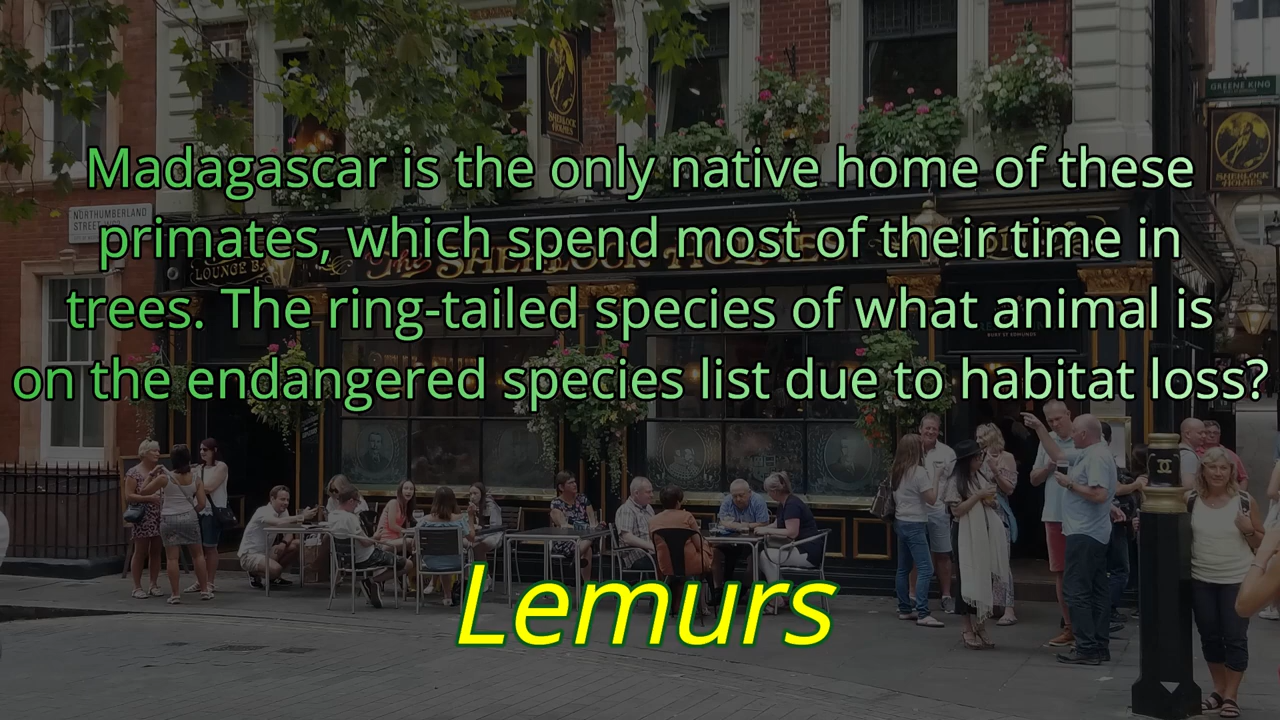 Madagascar is the only native home of these
primates, which spend most of their time in
trees. The ring-tailed species of what animal is
on the endangered species list due to habitat loss?
Lemurs
NORTHUMBERLAND
STREET WC2
LOUNGE BAR
The SHERLOCK HOLMES
SHERLOCK
HOLMES
GREENE KING
SHERLOCK
HOLMES